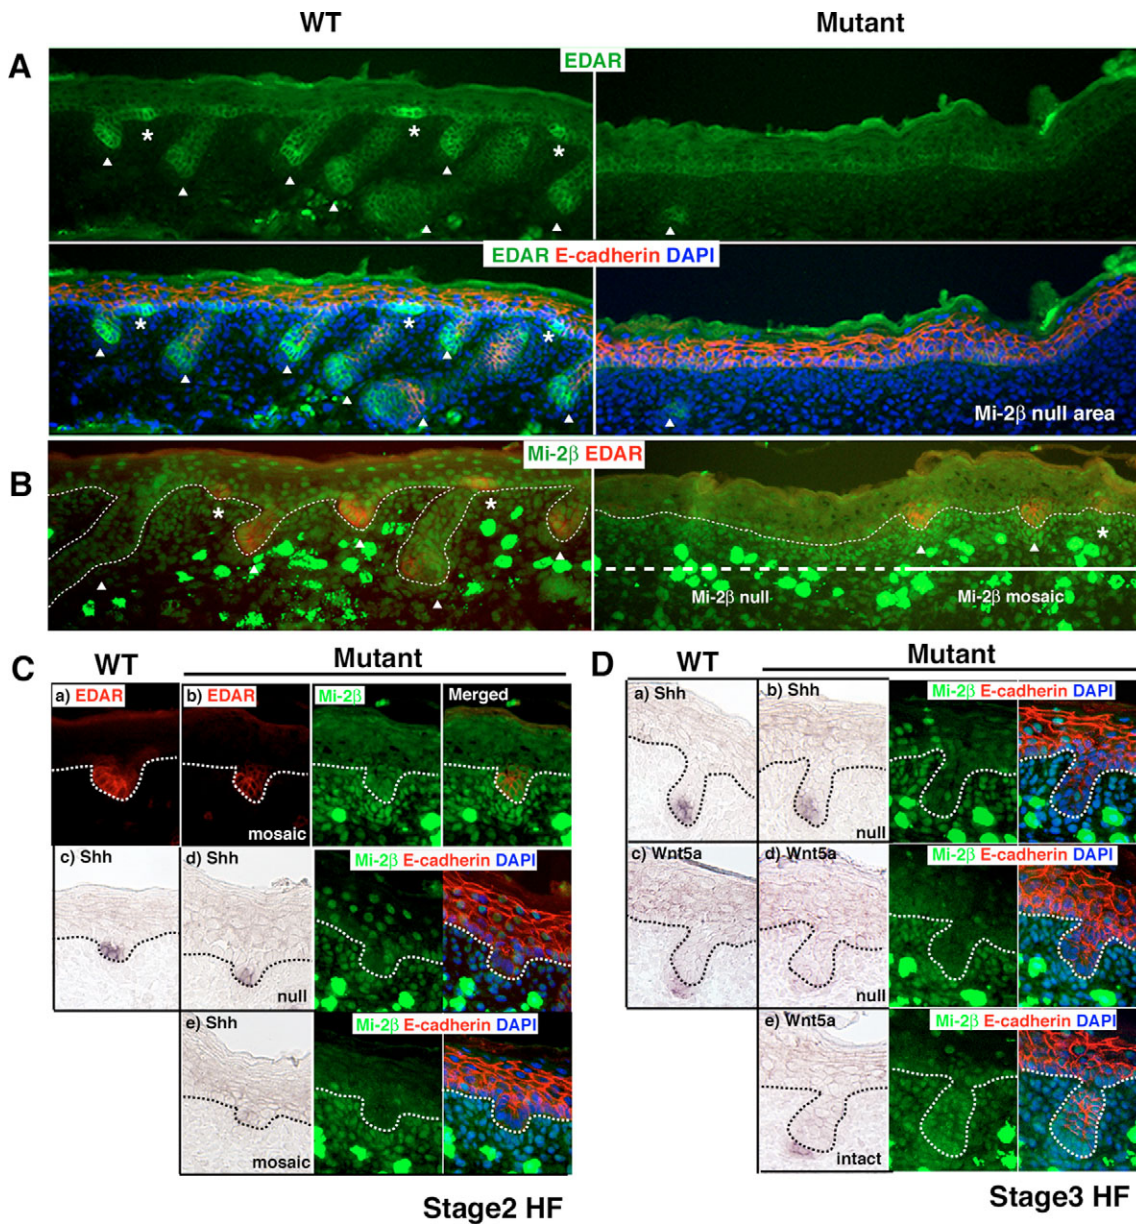 WT Mutant
A
EDAR
*
*
*
EDAR E-cadherin DAPI
*
*
*
Mi-2β null area
B
Mi-2β EDAR
*
*
*
Mi-2β null Mi-2β mosaic
C
WT Mutant
a) EDAR b) EDAR Mi-2β Merged
mosaic
c) Shh d) Shh Mi-2β E-cadherin DAPI
null
e) Shh Mi-2β E-cadherin DAPI
mosaic
Stage2 HF
D
WT Mutant
a) Shh b) Shh Mi-2β E-cadherin DAPI
null
c) Wnt5a d) Wnt5a Mi-2β E-cadherin DAPI
null
e) Wnt5a Mi-2β E-cadherin DAPI
intact
Stage3 HF